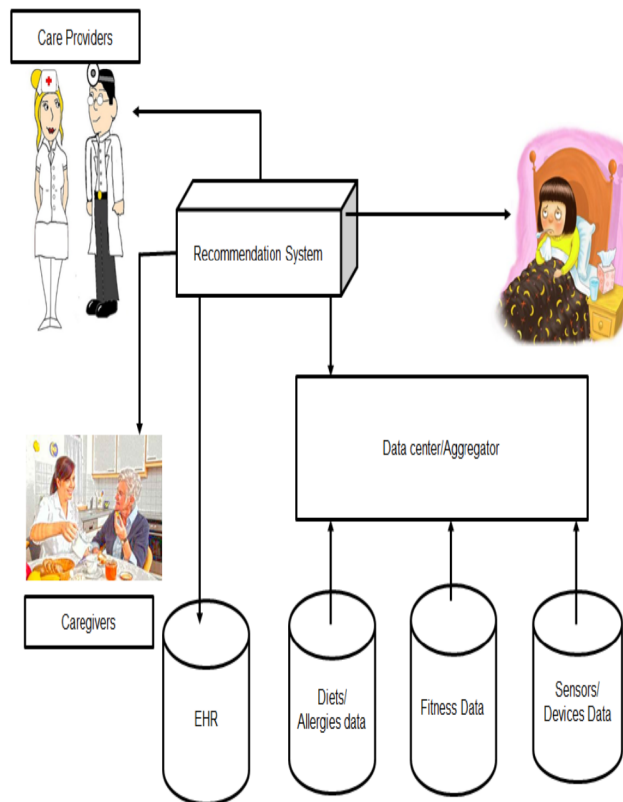 Care Providers
Recommendation System
Data center/Aggregator
Caregivers
EHR
Diets/
Allergies data
Fitness Data
Sensors/
Devices Data